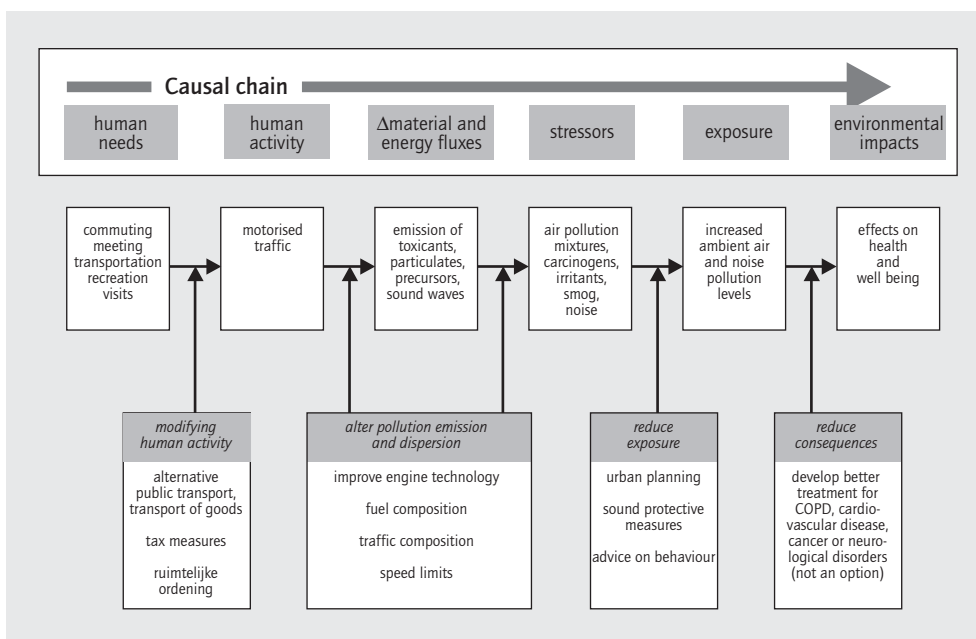 Causal chain
human
needs
human
activity
Δmaterial and
energy fluxes
stressors
exposure
environmental
impacts
commuting
meeting
transportation
recreation
visits
motorised
traffic
emission of
toxicants,
particulates,
precursors,
sound waves
air pollution
mixtures,
carcinogens,
irritants,
smog,
noise
increased
ambient air
and noise
pollution
levels
effects on
health
and
well being
modifying
human activity
alternative
public transport,
transport of goods
tax measures
ruimtelijke
ordening
alter pollution emission
and dispersion
improve engine technology
fuel composition
traffic composition
speed limits
reduce
exposure
urban planning
sound protective
measures
advice on behaviour
reduce
consequences
develop better
treatment for
COPD, cardio-
vascular disease,
cancer or neuro-
logical disorders
(not an option)